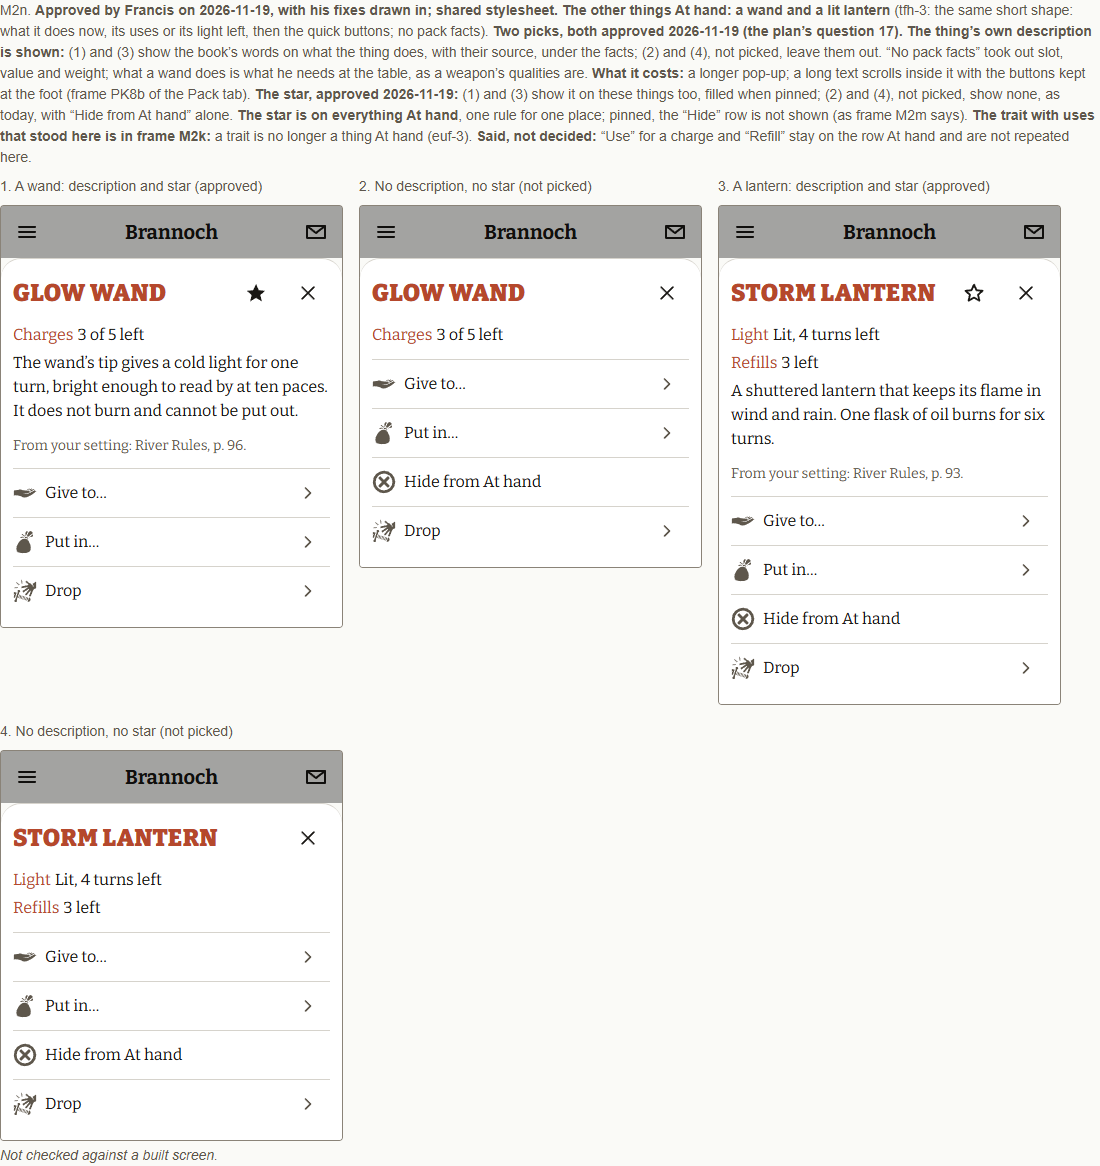 M2n. Approved by Francis on 2026-11-19, with his fixes drawn in; shared stylesheet. The other things At hand: a wand and a lit lantern (tfh-3: the same short shape:
what it does now, its uses or its light left, then the quick buttons; no pack facts). Two picks, both approved 2026-11-19 (the plan's question 17). The thing's own description
is shown: (1) and (3) show the book's words on what the thing does, with their source, under the facts; (2) and (4), not picked, leave them out. “No pack facts” took out slot,
value and weight; what a wand does is what he needs at the table, as a weapon's qualities are. What it costs: a longer pop-up; a long text scrolls inside it with the buttons kept
at the foot (frame PK8b of the Pack tab). The star, approved 2026-11-19: (1) and (3) show it on these things too, filled when pinned; (2) and (4), not picked, show none, as
today, with “Hide from At hand” alone. The star is on everything At hand, one rule for one place; pinned, the “Hide” row is not shown (as frame M2m says). The trait with uses
that stood here is in frame M2k: a trait is no longer a thing At hand (euf-3). Said, not decided: “Use” for a charge and “Refill” stay on the row At hand and are not repeated
here.
1. A wand: description and star (approved)
Brannoch
GLOW WAND
Charges 3 of 5 left
The wand's tip gives a cold light for one
turn, bright enough to read by at ten paces.
It does not burn and cannot be put out.
From your setting: River Rules, p. 96.
Give to...
Put in...
Drop
2. No description, no star (not picked)
Brannoch
GLOW WAND
Charges 3 of 5 left
Give to...
Put in...
Hide from At hand
Drop
3. A lantern: description and star (approved)
Brannoch
STORM LANTERN
Light Lit, 4 turns left
Refills 3 left
A shuttered lantern that keeps its flame in
wind and rain. One flask of oil burns for six
turns.
From your setting: River Rules, p. 93.
Give to...
Put in...
Hide from At hand
Drop
4. No description, no star (not picked)
Brannoch
STORM LANTERN
Light Lit, 4 turns left
Refills 3 left
Give to...
Put in...
Hide from At hand
Drop
Not checked against a built screen.